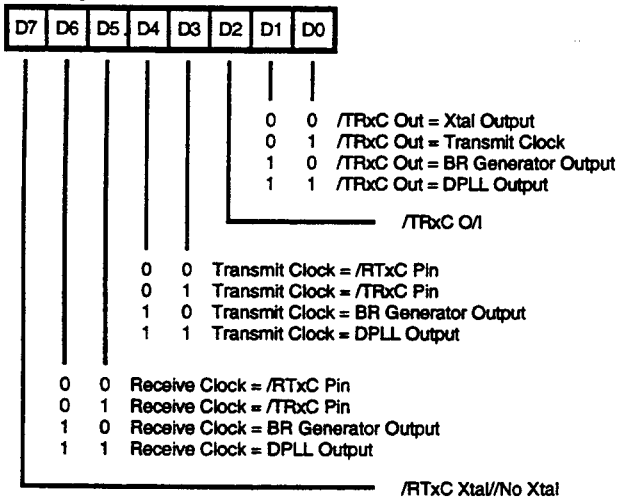 D7 D6 D5 D4 D3 D2 D1 D0
0 0 /TRxC Out = Xtal Output
0 1 /TRxC Out = Transmit Clock
1 0 /TRxC Out = BR Generator Output
1 1 /TRxC Out = DPLL Output
/TRxC O/I
0 0 Transmit Clock = /RTxC Pin
0 1 Transmit Clock = /TRxC Pin
1 0 Transmit Clock = BR Generator Output
1 1 Transmit Clock = DPLL Output
0 0 Receive Clock = /RTxC Pin
0 1 Receive Clock = /TRxC Pin
1 0 Receive Clock = BR Generator Output
1 1 Receive Clock = DPLL Output
/RTxC Xtal//No Xtal